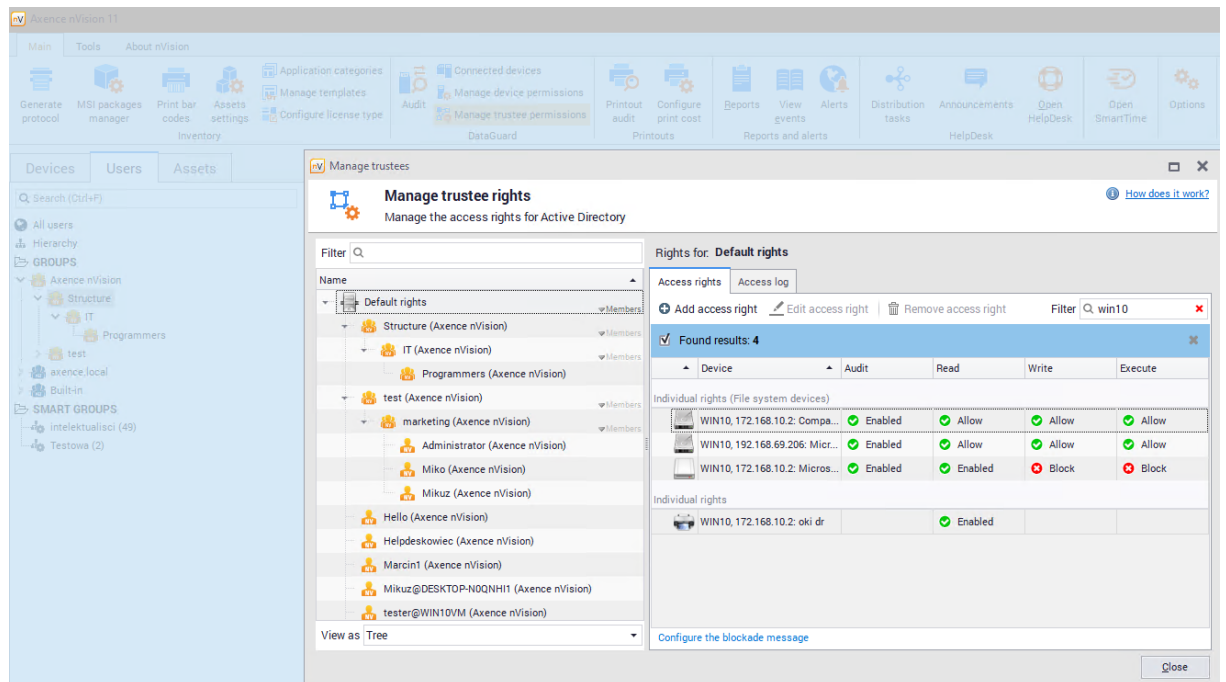 nV Axence nVision 11
Main Tools About nVision
Generate protocol
MSI packages manager
Print bar codes
Assets settings
Application categories
Manage templates
Configure license type
Inventory
Audit
Connected devices
Manage device permissions
Manage trustee permissions
DataGuard
Printout audit
Configure print cost
Printouts
Reports
View events
Alerts
Reports and alerts
Distribution tasks
Announcements
Open HelpDesk
HelpDesk
Open SmartTime
Options
Devices Users Assets
Search (Ctrl+F)
All users
Hierarchy
GROUPS
Axence nVision
Structure
IT
Programmers
test
axence.local
Built-in
SMART GROUPS
intelektualisci (49)
Testowa (2)
nV Manage trustees
Manage trustee rights
Manage the access rights for Active Directory
How does it work?
Filter
Name
Default rights Members
Structure (Axence nVision) Members
IT (Axence nVision) Members
Programmers (Axence nVision)
test (Axence nVision) Members
marketing (Axence nVision) Members
Administrator (Axence nVision)
Miko (Axence nVision)
Mikuz (Axence nVision)
Hello (Axence nVision)
Helpdeskowiec (Axence nVision)
Marcin1 (Axence nVision)
Mikuz@DESKTOP-N0QNHI1 (Axence nVision)
tester@WIN10VM (Axence nVision)
View as Tree
Rights for: Default rights
Access rights Access log
Add access right Edit access right Remove access right Filter win10
Found results: 4
Device Audit Read Write Execute
Individual rights (File system devices)
WIN10, 172.168.10.2: Compa... Enabled Allow Allow Allow
WIN10, 192.168.69.206: Micr... Enabled Allow Allow Allow
WIN10, 172.168.10.2: Micros... Enabled Enabled Block Block
Individual rights
WIN10, 172.168.10.2: oki dr Enabled
Configure the blockade message
Close